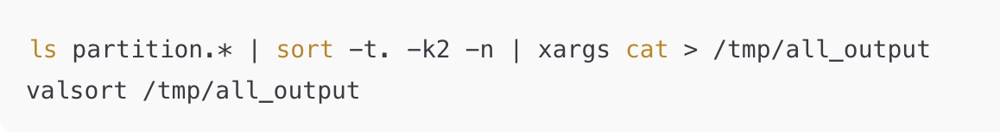 ls partition.* | sort -t. -k2 -n | xargs cat > /tmp/all_output
valsort /tmp/all_output